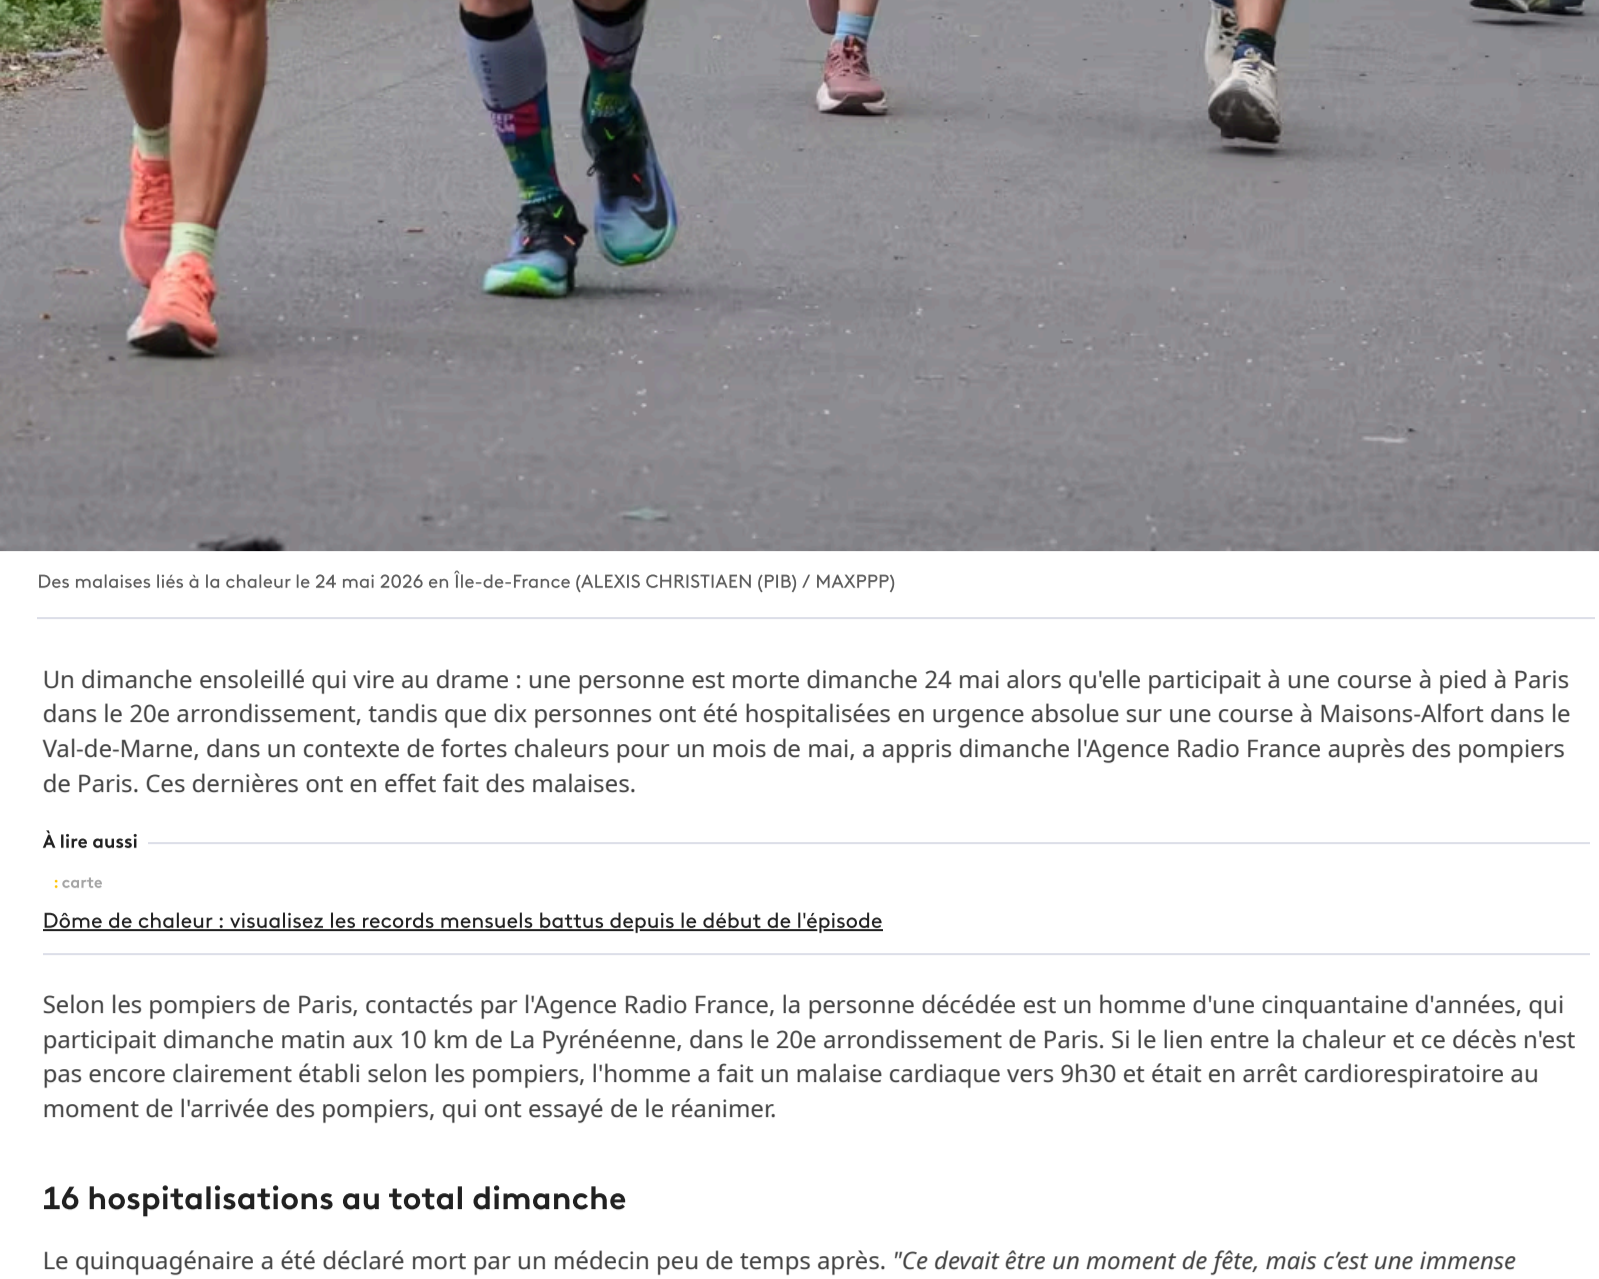 Des malaises liés à la chaleur le 24 mai 2026 en Île-de-France (ALEXIS CHRISTIAEN (PIB) / MAXPPP)
Un dimanche ensoleillé qui vire au drame : une personne est morte dimanche 24 mai alors qu'elle participait à une course à pied à Paris
dans le 20e arrondissement, tandis que dix personnes ont été hospitalisées en urgence absolue sur une course à Maisons-Alfort dans le
Val-de-Marne, dans un contexte de fortes chaleurs pour un mois de mai, a appris dimanche l'Agence Radio France auprès des pompiers
de Paris. Ces dernières ont en effet fait des malaises.
À lire aussi
: carte
Dôme de chaleur : visualisez les records mensuels battus depuis le début de l'épisode
Selon les pompiers de Paris, contactés par l'Agence Radio France, la personne décédée est un homme d'une cinquantaine d'années, qui
participait dimanche matin aux 10 km de La Pyrénéenne, dans le 20e arrondissement de Paris. Si le lien entre la chaleur et ce décès n'est
pas encore clairement établi selon les pompiers, l'homme a fait un malaise cardiaque vers 9h30 et était en arrêt cardiorespiratoire au
moment de l'arrivée des pompiers, qui ont essayé de le réanimer.
16 hospitalisations au total dimanche
Le quinquagénaire a été déclaré mort par un médecin peu de temps après. "Ce devait être un moment de fête, mais c’est une immense